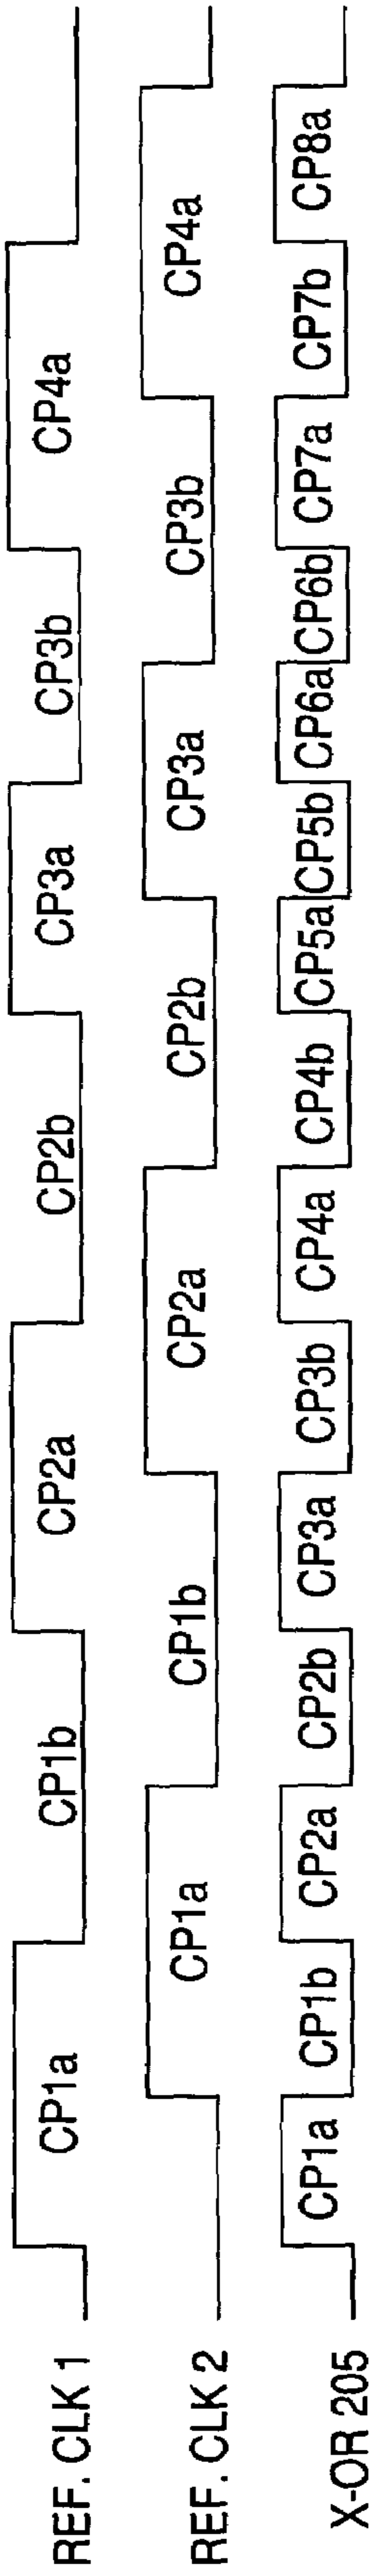 REF. CLK 1 CP1a CP1b CP2a CP2b CP3a CP3b CP4a
REF. CLK 2 CP1a CP1b CP2a CP2b CP3a CP3b CP4a
X-OR 205 CP1a CP1b CP2a CP2b CP3a CP3b CP4a CP4b CP5a CP5b CP6a CP6b CP7a CP7b CP8a